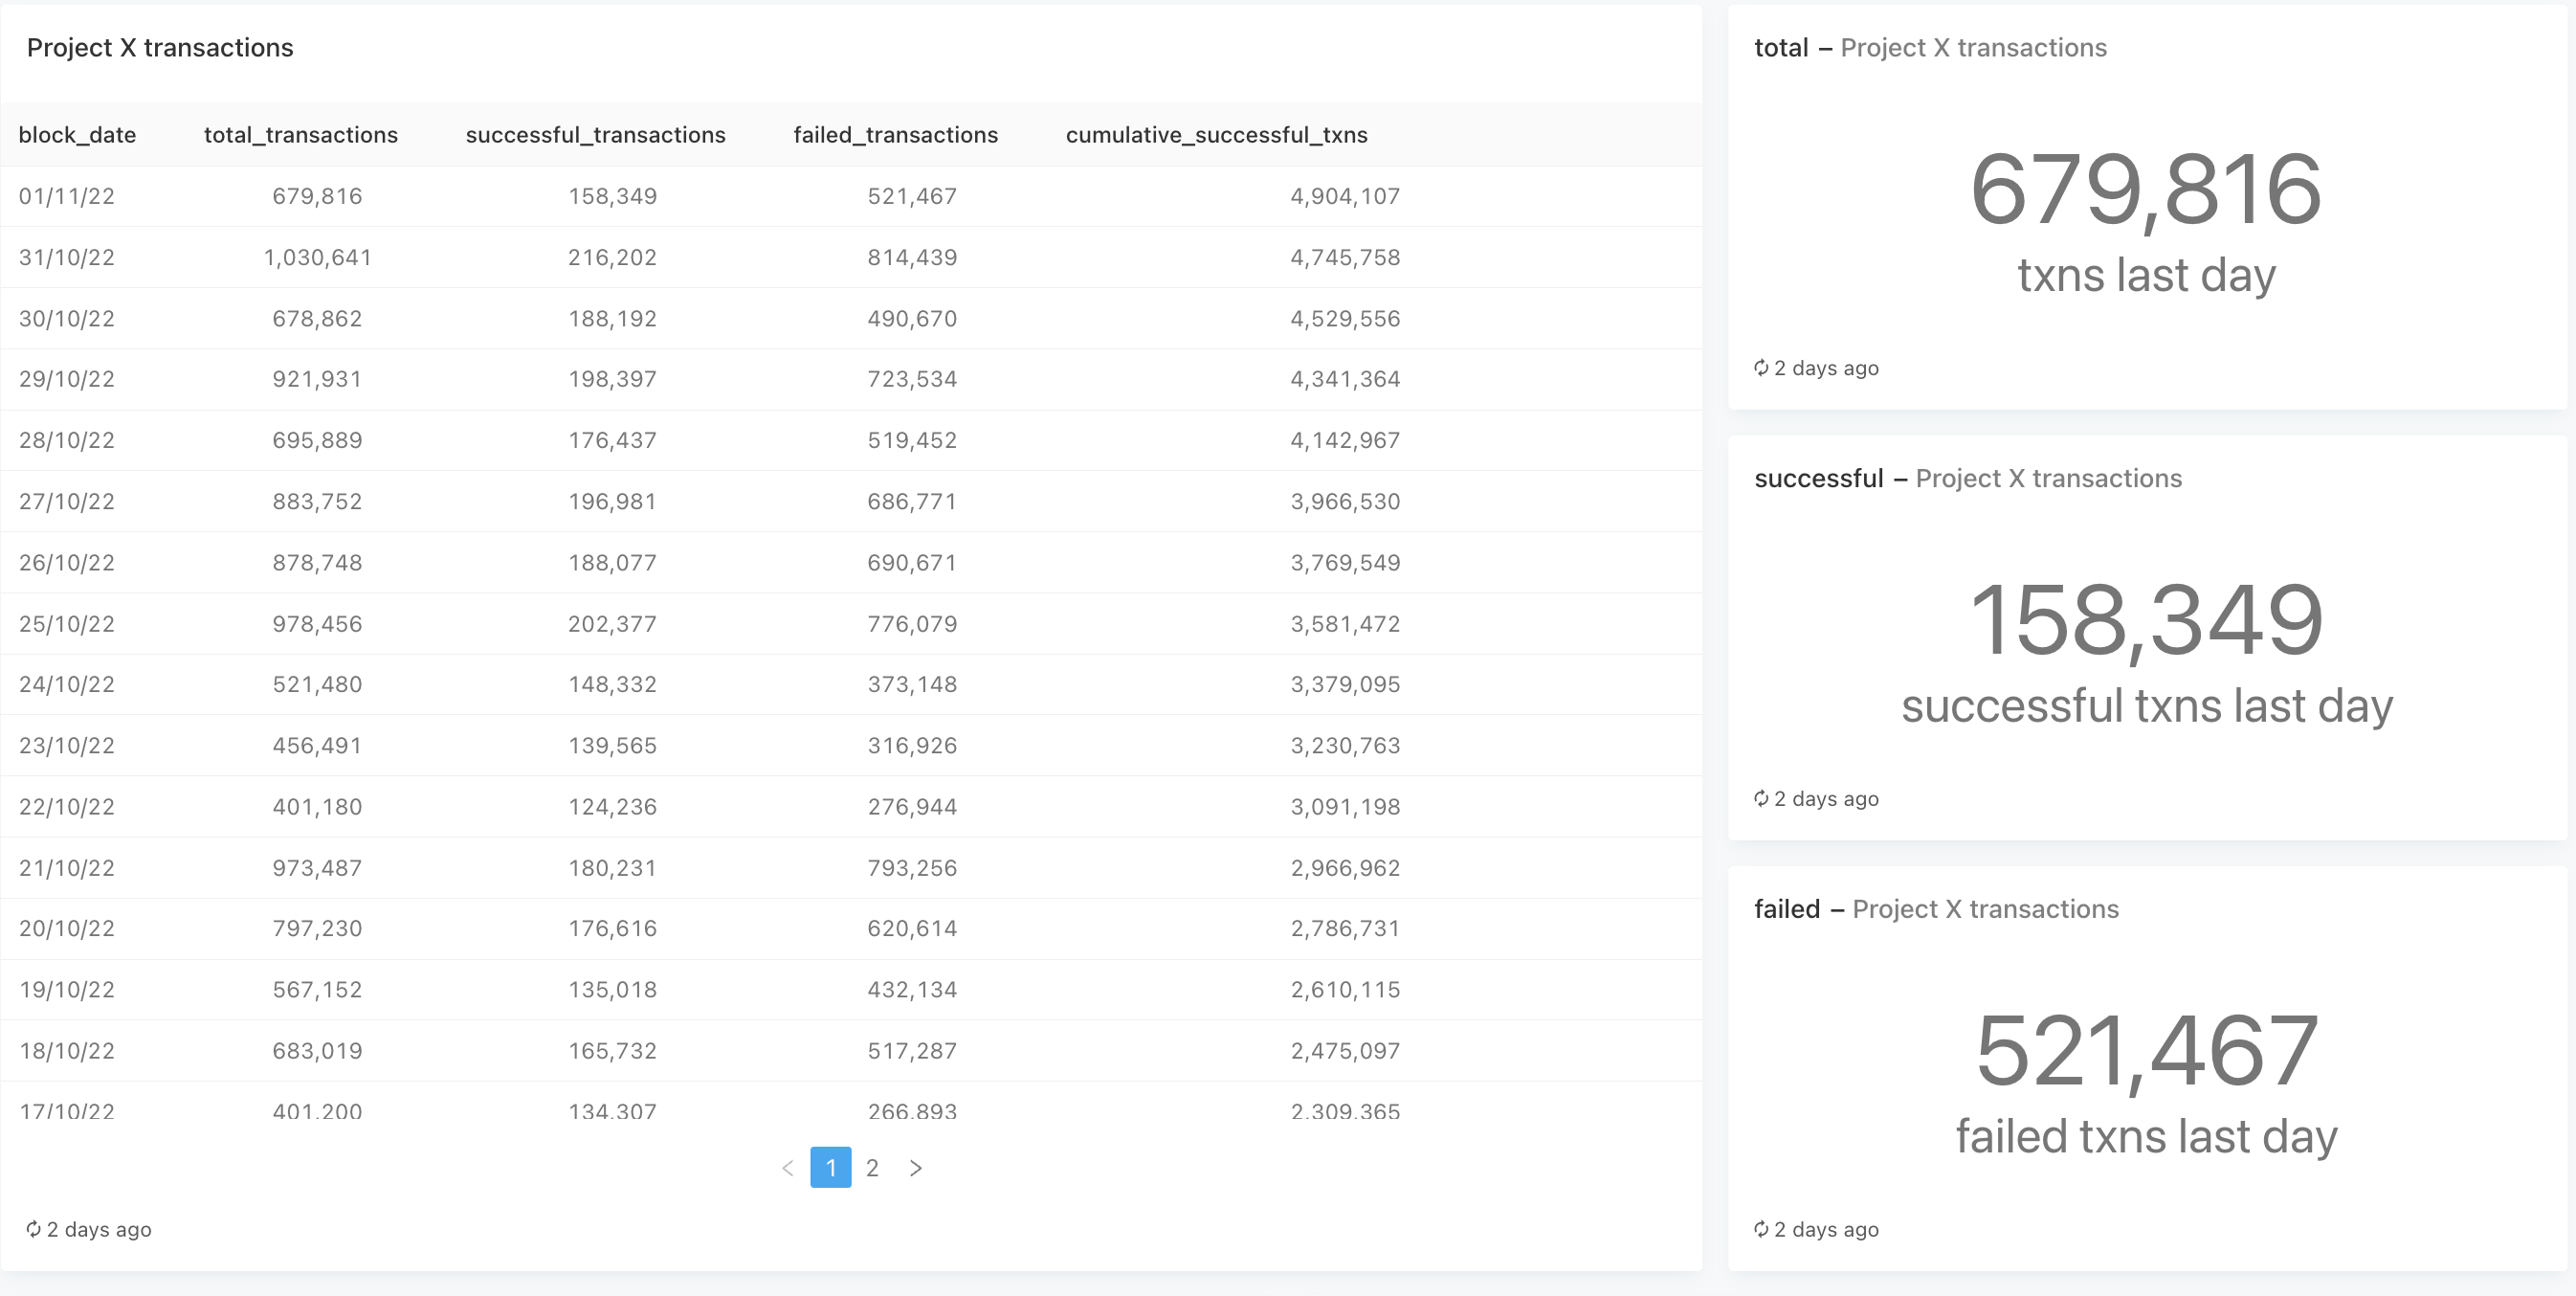 Project X transactions
block_date total_transactions successful_transactions failed_transactions cumulative_successful_txns
01/11/22 679,816 158,349 521,467 4,904,107
31/10/22 1,030,641 216,202 814,439 4,745,758
30/10/22 678,862 188,192 490,670 4,529,556
29/10/22 921,931 198,397 723,534 4,341,364
28/10/22 695,889 176,437 519,452 4,142,967
27/10/22 883,752 196,981 686,771 3,966,530
26/10/22 878,748 188,077 690,671 3,769,549
25/10/22 978,456 202,377 776,079 3,581,472
24/10/22 521,480 148,332 373,148 3,379,095
23/10/22 456,491 139,565 316,926 3,230,763
22/10/22 401,180 124,236 276,944 3,091,198
21/10/22 973,487 180,231 793,256 2,966,962
20/10/22 797,230 176,616 620,614 2,786,731
19/10/22 567,152 135,018 432,134 2,610,115
18/10/22 683,019 165,732 517,287 2,475,097
17/10/22 401,200 134,307 266,893 2,309,365
< 1 2 >
2 days ago
total – Project X transactions
679,816
txns last day
2 days ago
successful – Project X transactions
158,349
successful txns last day
2 days ago
failed – Project X transactions
521,467
failed txns last day
2 days ago